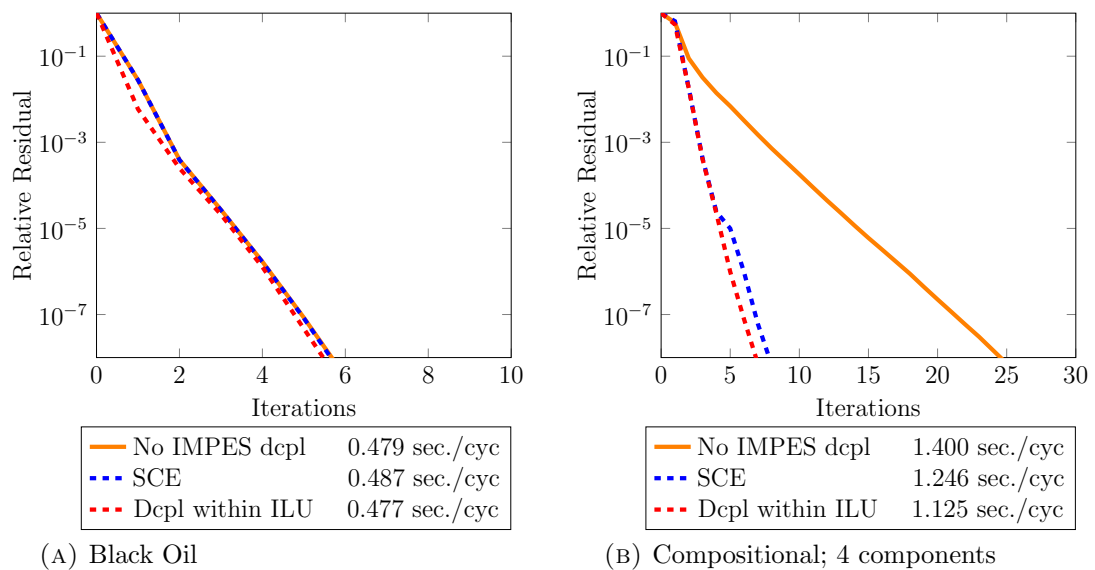 10^{-1}
10^{-3}
10^{-5}
10^{-7}
Relative Residual
0 2 4 6 8 10
Iterations
No IMPES dcpl 0.479 sec./cyc
SCE 0.487 sec./cyc
Dcpl within ILU 0.477 sec./cyc
(A) Black Oil
10^{-1}
10^{-3}
10^{-5}
10^{-7}
Relative Residual
0 5 10 15 20 25 30
Iterations
No IMPES dcpl 1.400 sec./cyc
SCE 1.246 sec./cyc
Dcpl within ILU 1.125 sec./cyc
(B) Compositional; 4 components